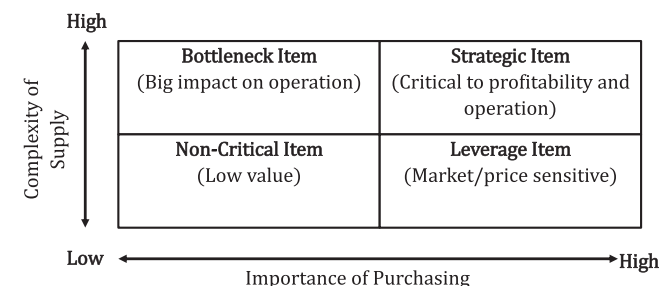 High
Bottleneck Item
(Big impact on operation)
Strategic Item
(Critical to profitability and
operation)
Complexity of
Supply
Non-Critical Item
(Low value)
Leverage Item
(Market/price sensitive)
Low
High
Importance of Purchasing